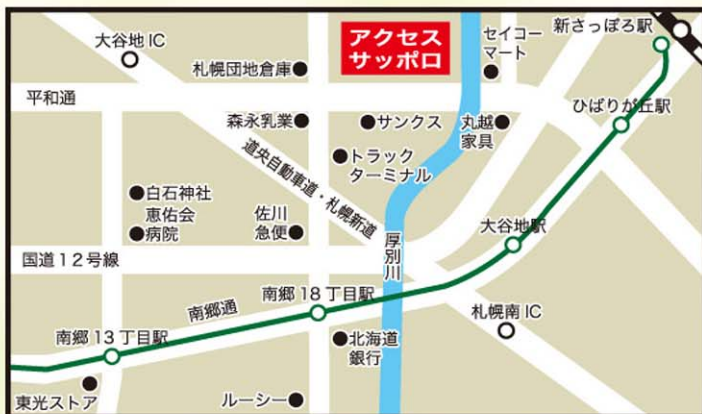 大谷地IC
アクセス
サッポロ
セイコー
マート
新さっぽろ駅
札幌団地倉庫
平和通
ひばりが丘駅
森永乳業
サンクス
丸越
家具
トラック
ターミナル
道央自動車道・札幌新道
白石神社
恵佑会
病院
佐川
急便
大谷地駅
国道12号線
厚別川
南郷18丁目駅
南郷通
札幌南IC
南郷13丁目駅
北海道
銀行
東光ストア
ルーシー